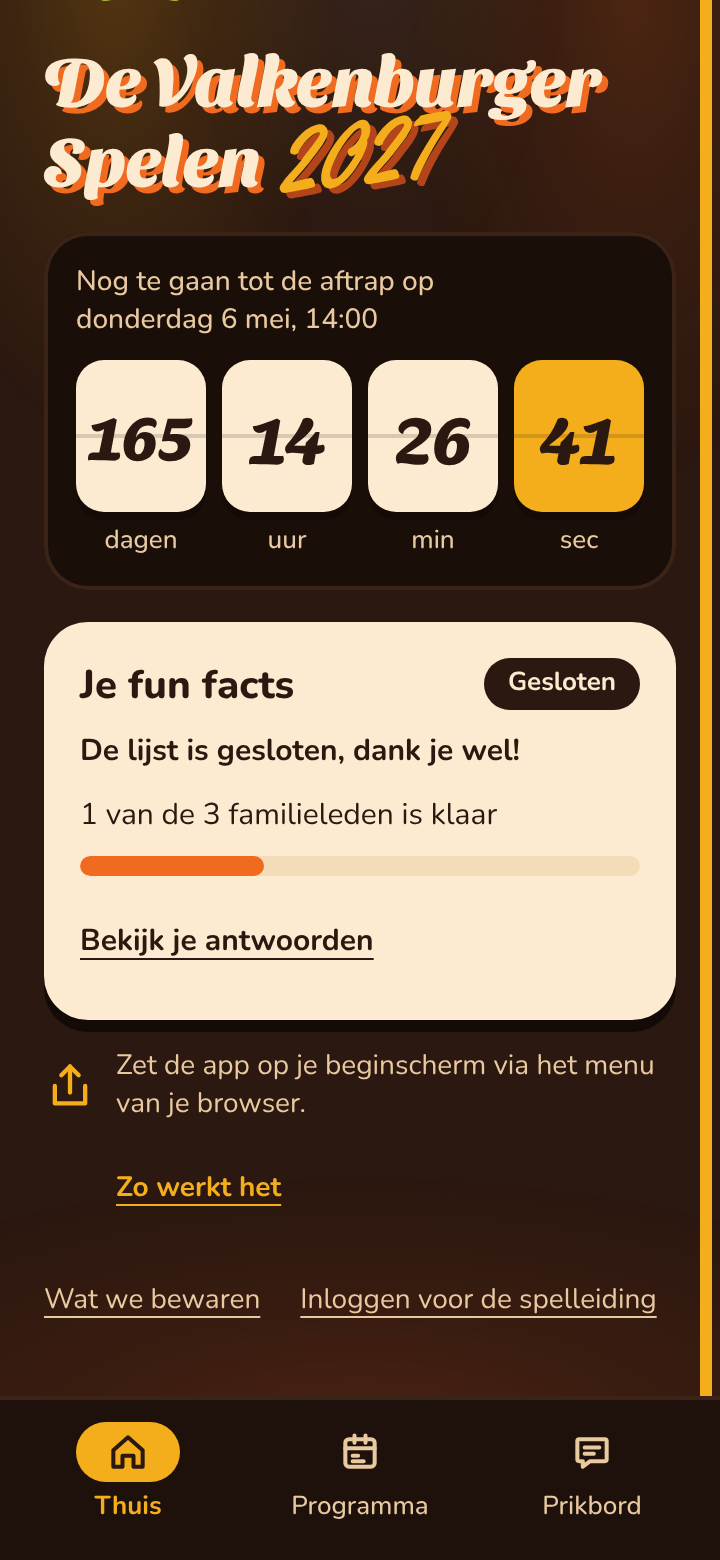 De Valkenburger
Spelen 2027
Nog te gaan tot de aftrap op
donderdag 6 mei, 14:00
165 14 26 41
dagen uur min sec
Je fun facts Gesloten
De lijst is gesloten, dank je wel!
1 van de 3 familieleden is klaar
Bekijk je antwoorden
Zet de app op je beginscherm via het menu
van je browser.
Zo werkt het
Wat we bewaren Inloggen voor de spelleiding
Thuis Programma Prikbord